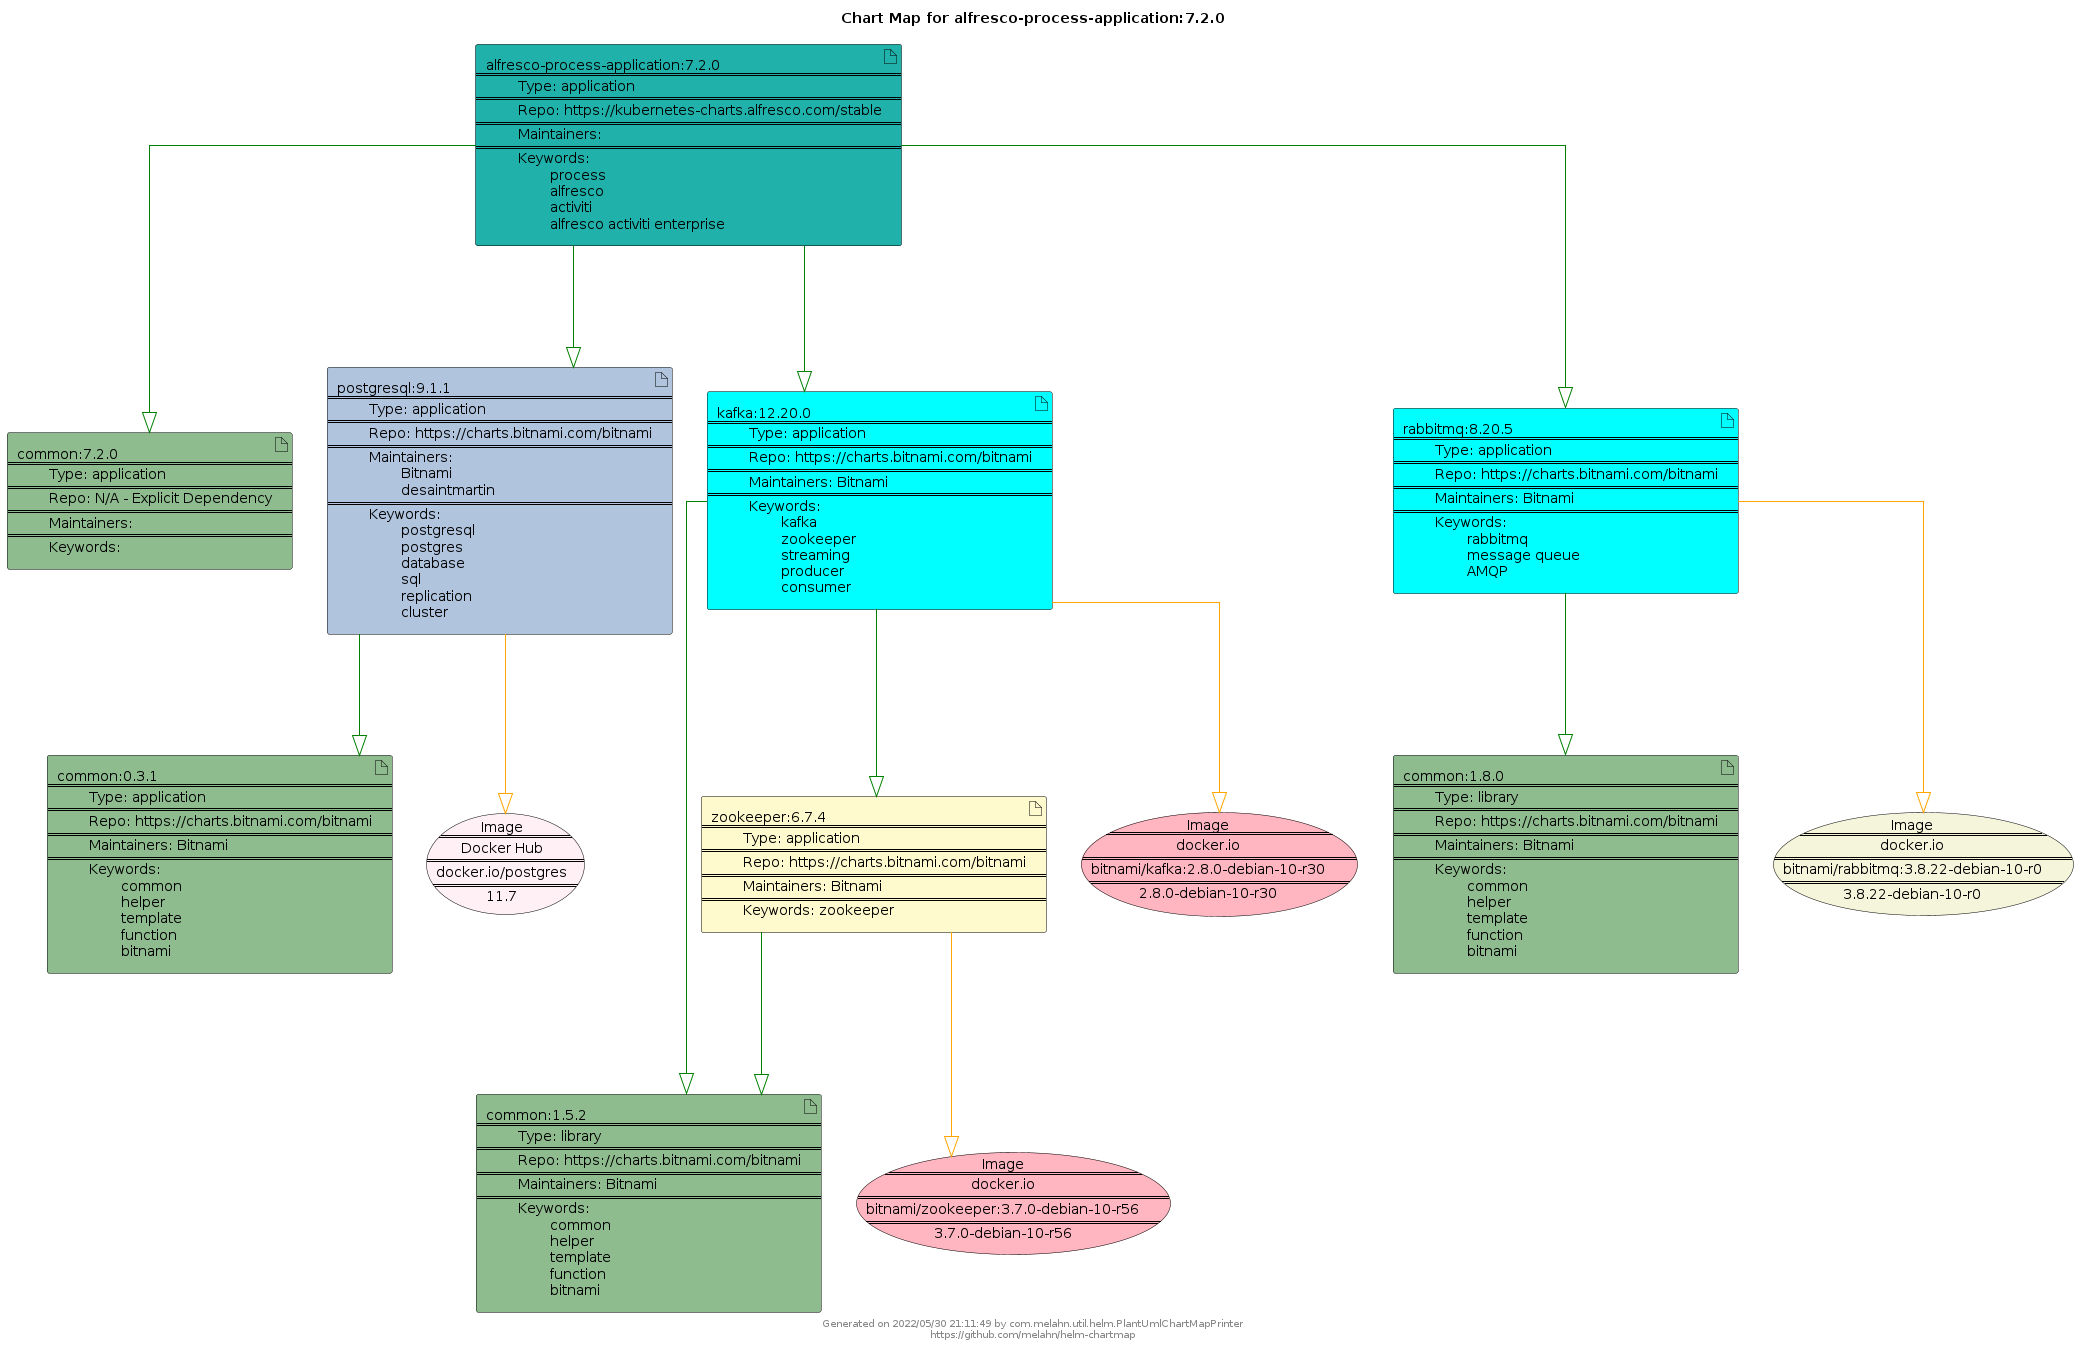 Chart Map for alfresco-process-application:7.2.0
alfresco-process-application:7.2.0
Type: application
Repo: https://kubernetes-charts.alfresco.com/stable
Maintainers:
Keywords:
process
alfresco
activiti
alfresco activiti enterprise
common:7.2.0
Type: application
Repo: N/A - Explicit Dependency
Maintainers:
Keywords:
postgresql:9.1.1
Type: application
Repo: https://charts.bitnami.com/bitnami
Maintainers:
Bitnami
desaintmartin
Keywords:
postgresql
postgres
database
sql
replication
cluster
kafka:12.20.0
Type: application
Repo: https://charts.bitnami.com/bitnami
Maintainers: Bitnami
Keywords:
kafka
zookeeper
streaming
producer
consumer
rabbitmq:8.20.5
Type: application
Repo: https://charts.bitnami.com/bitnami
Maintainers: Bitnami
Keywords:
rabbitmq
message queue
AMQP
common:0.3.1
Type: application
Repo: https://charts.bitnami.com/bitnami
Maintainers: Bitnami
Keywords:
common
helper
template
function
bitnami
Image
Docker Hub
docker.io/postgres
11.7
zookeeper:6.7.4
Type: application
Repo: https://charts.bitnami.com/bitnami
Maintainers: Bitnami
Keywords: zookeeper
Image
docker.io
bitnami/kafka:2.8.0-debian-10-r30
2.8.0-debian-10-r30
common:1.8.0
Type: library
Repo: https://charts.bitnami.com/bitnami
Maintainers: Bitnami
Keywords:
common
helper
template
function
bitnami
Image
docker.io
bitnami/rabbitmq:3.8.22-debian-10-r0
3.8.22-debian-10-r0
common:1.5.2
Type: library
Repo: https://charts.bitnami.com/bitnami
Maintainers: Bitnami
Keywords:
common
helper
template
function
bitnami
Image
docker.io
bitnami/zookeeper:3.7.0-debian-10-r56
3.7.0-debian-10-r56
Generated on 2022/05/30 21:11:49 by com.melahn.util.helm.PlantUmlChartMapPrinter
https://github.com/melahn/helm-chartmap